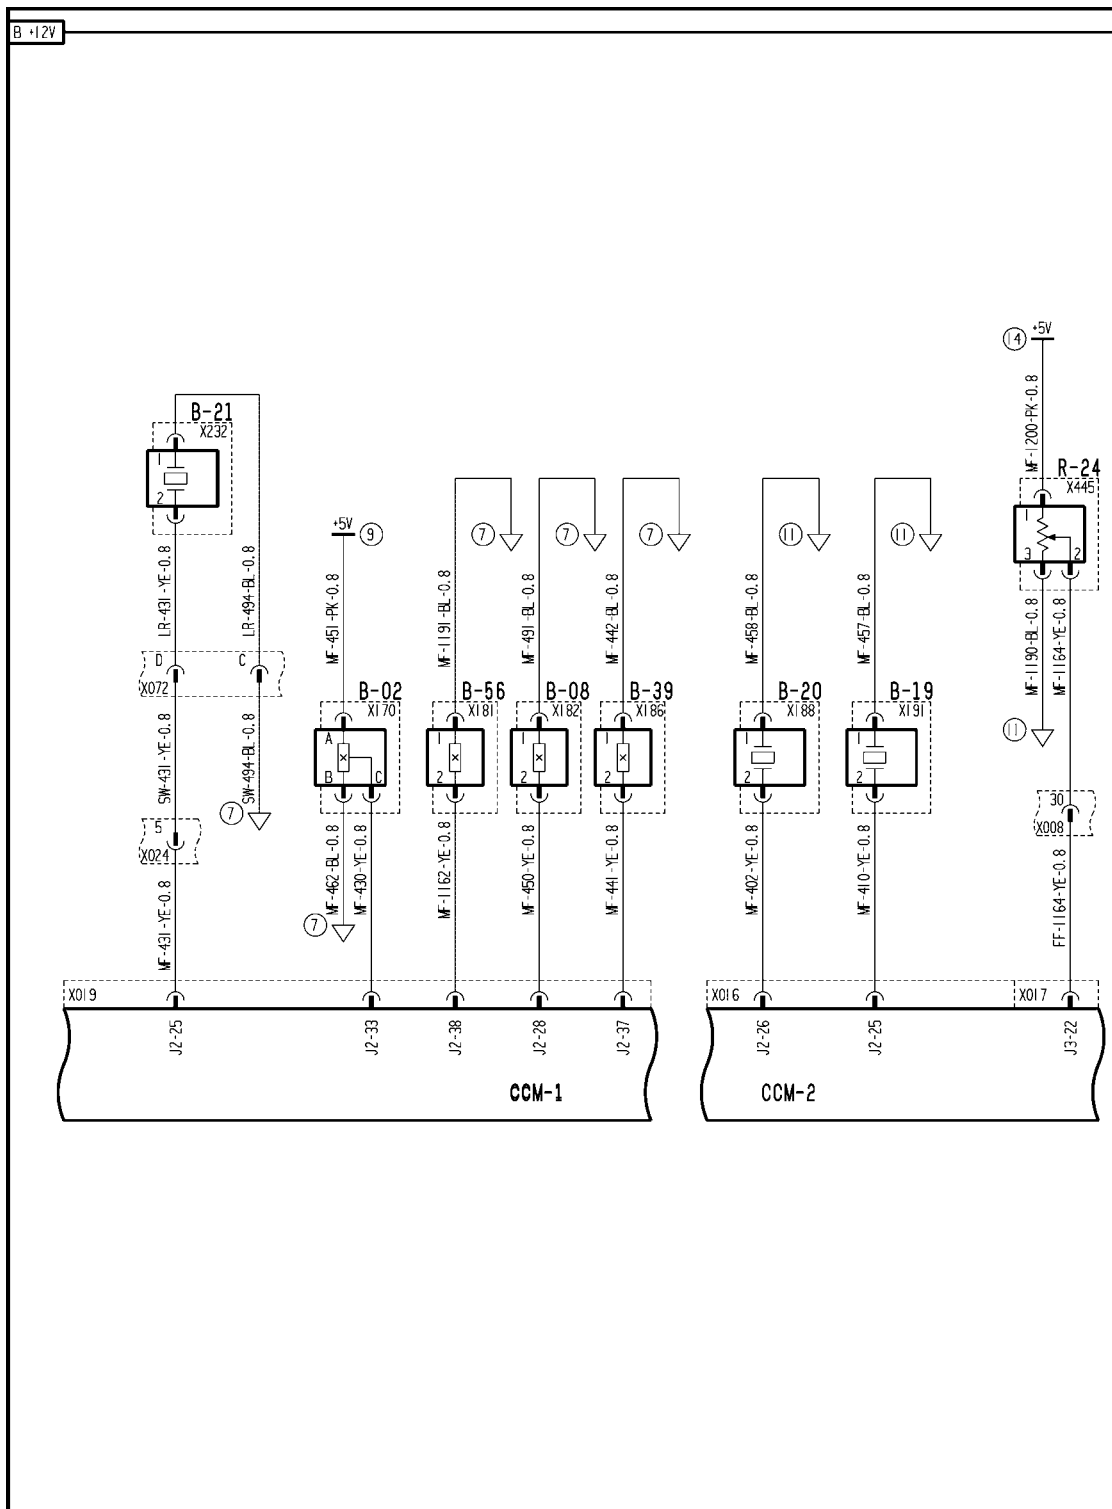 B +12V
14
+5V
MF-1200-PK-0.8
B-21
X232
1
2
R-24
X445
1
3
2
+5V
9
7
7
7
11
11
LR-431-YE-0.8
LR-494-BL-0.8
MF-451-PK-0.8
MF-1191-BL-0.8
MF-491-BL-0.8
MF-442-BL-0.8
MF-458-BL-0.8
MF-457-BL-0.8
MF-1190-BL-0.8
MF-1164-YE-0.8
D
C
X072
B-02
X170
A
B
C
B-56
X181
1
2
B-08
X182
1
2
B-39
X186
1
2
B-20
X188
1
2
B-19
X191
1
2
11
SW-431-YE-0.8
SW-494-BL-0.8
7
5
X024
30
X008
MF-462-BL-0.8
MF-430-YE-0.8
MF-1162-YE-0.8
MF-450-YE-0.8
MF-441-YE-0.8
MF-402-YE-0.8
MF-410-YE-0.8
7
MF-431-YE-0.8
FF-1164-YE-0.8
X019
X016
X017
J2-25
J2-33
J2-38
J2-28
J2-37
J2-26
J2-25
J3-22
CCM-1
CCM-2